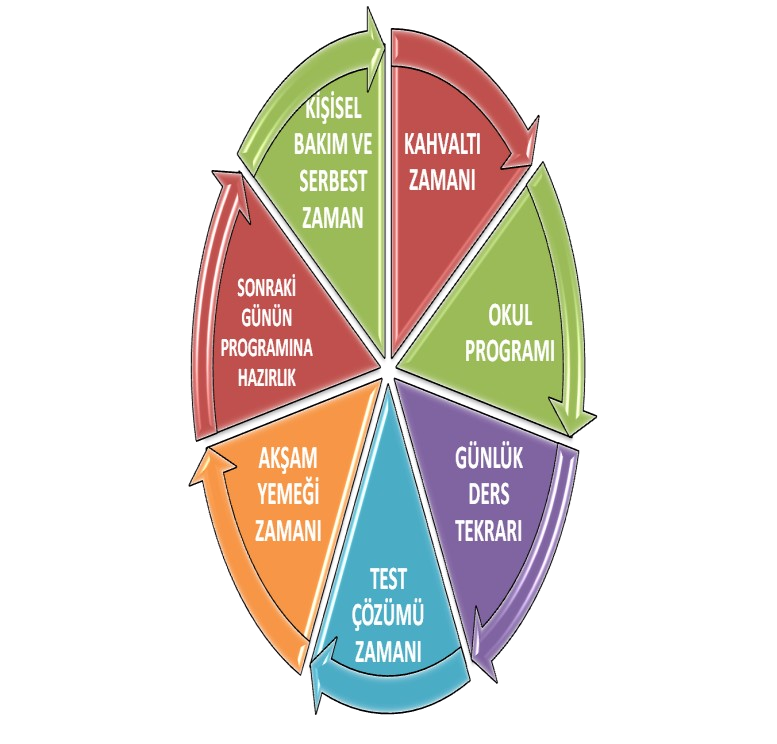 KAHVALTI
ZAMANI
OKUL
PROGRAMI
GÜNLÜK
DERS
TEKRARI
TEST
ÇÖZÜMÜ
ZAMANI
AKŞAM
YEMEĞİ
ZAMANI
SONRAKİ
GÜNÜN
PROGRAMINA
HAZIRLIK
KİŞİSEL
BAKIM VE
SERBEST
ZAMAN